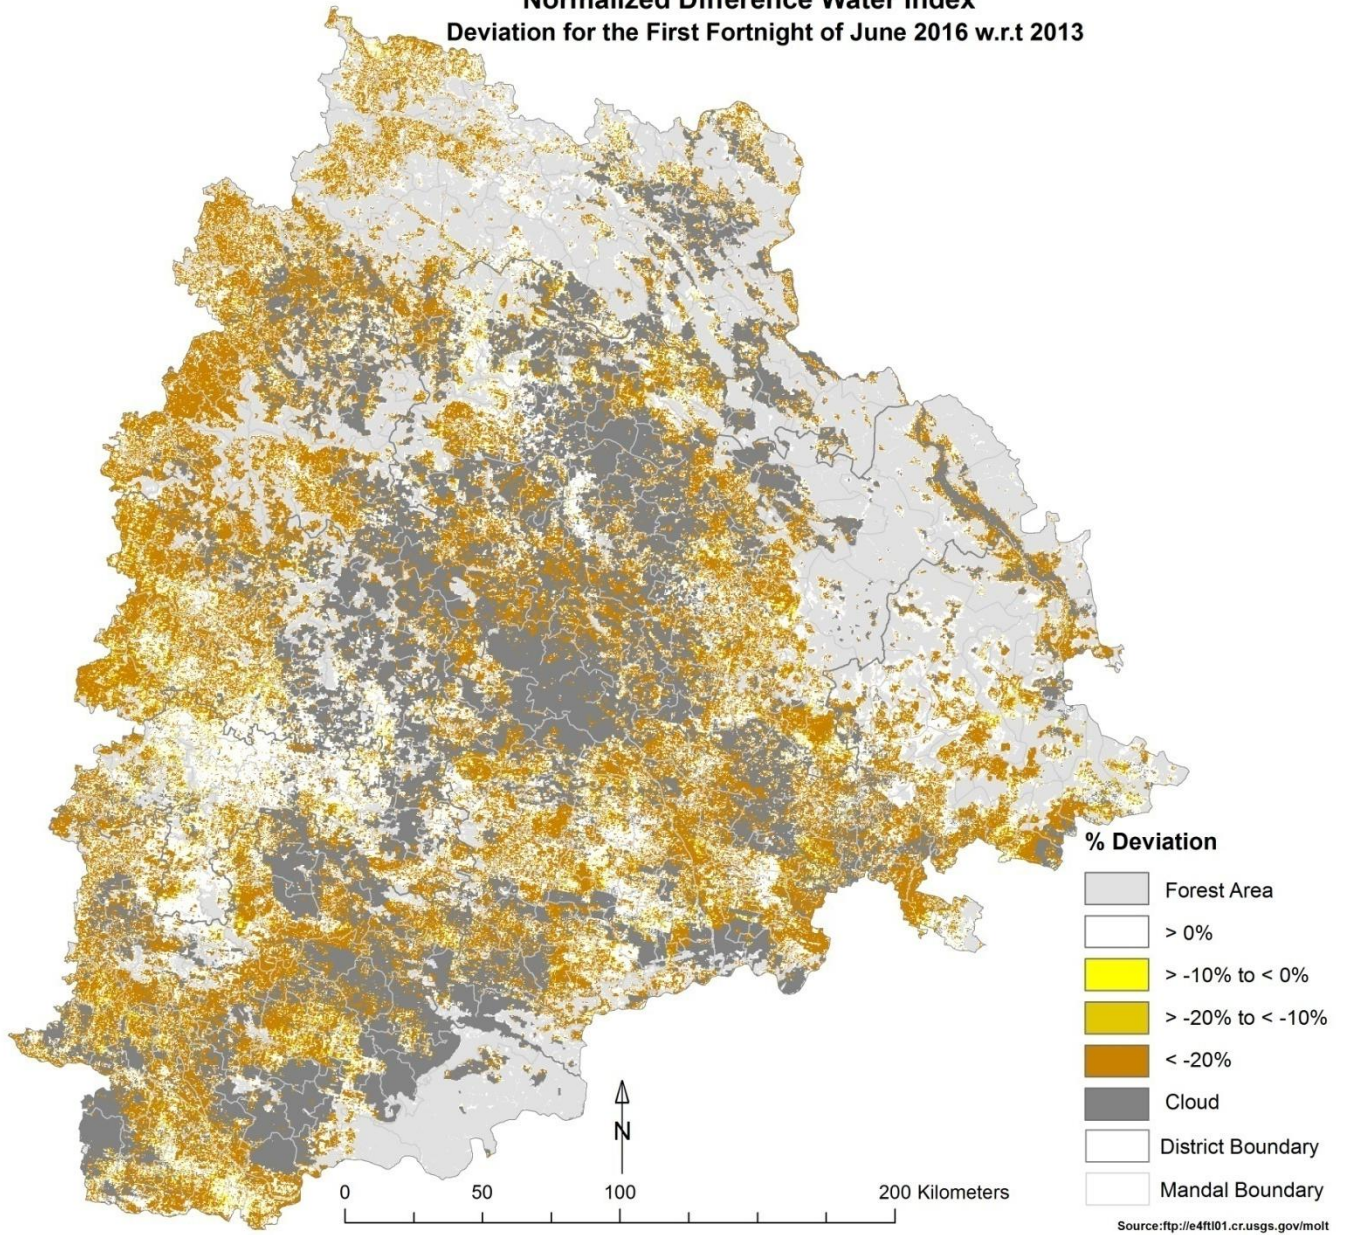 Normalized Difference Water Index
Deviation for the First Fortnight of June 2016 w.r.t 2013
% Deviation
Forest Area
> 0%
> -10% to < 0%
> -20% to < -10%
< -20%
Cloud
District Boundary
Mandal Boundary
N
0 50 100 200 Kilometers
Source:ftp://e4ftl01.cr.usgs.gov/molt